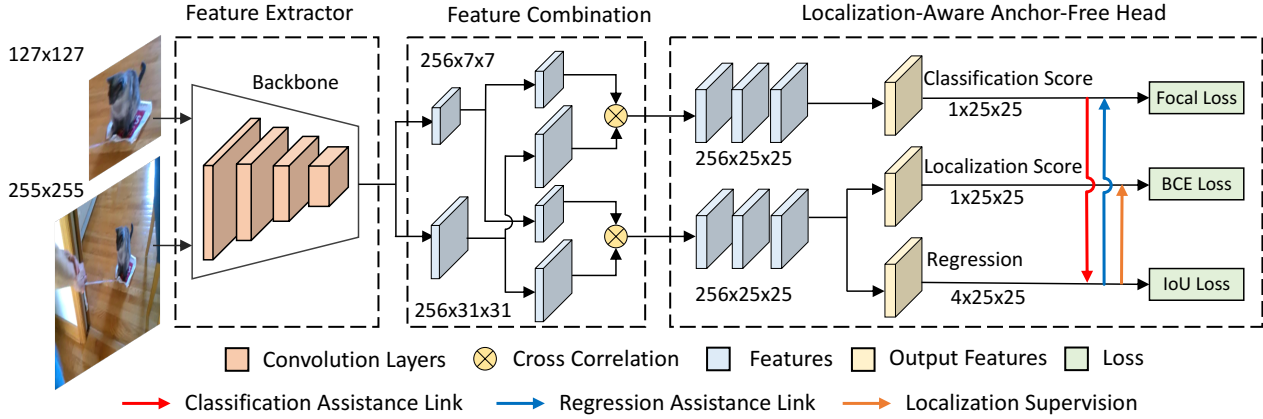 Feature Extractor
Feature Combination
Localization-Aware Anchor-Free Head
127x127
255x255
Backbone
256x7x7
256x31x31
256x25x25
256x25x25
Classification Score
1x25x25
Localization Score
1x25x25
Regression
4x25x25
Focal Loss
BCE Loss
IoU Loss
Convolution Layers
Cross Correlation
Features
Output Features
Loss
Classification Assistance Link
Regression Assistance Link
Localization Supervision